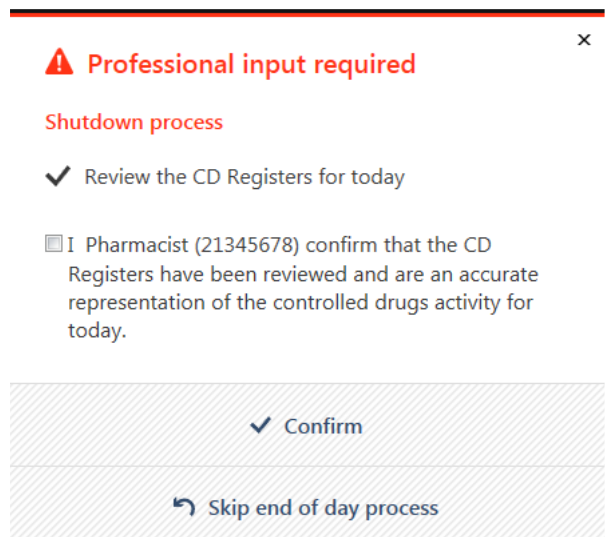 Professional input required
Shutdown process
Review the CD Registers for today
I Pharmacist (21345678) confirm that the CD
Registers have been reviewed and are an accurate
representation of the controlled drugs activity for
today.
Confirm
Skip end of day process